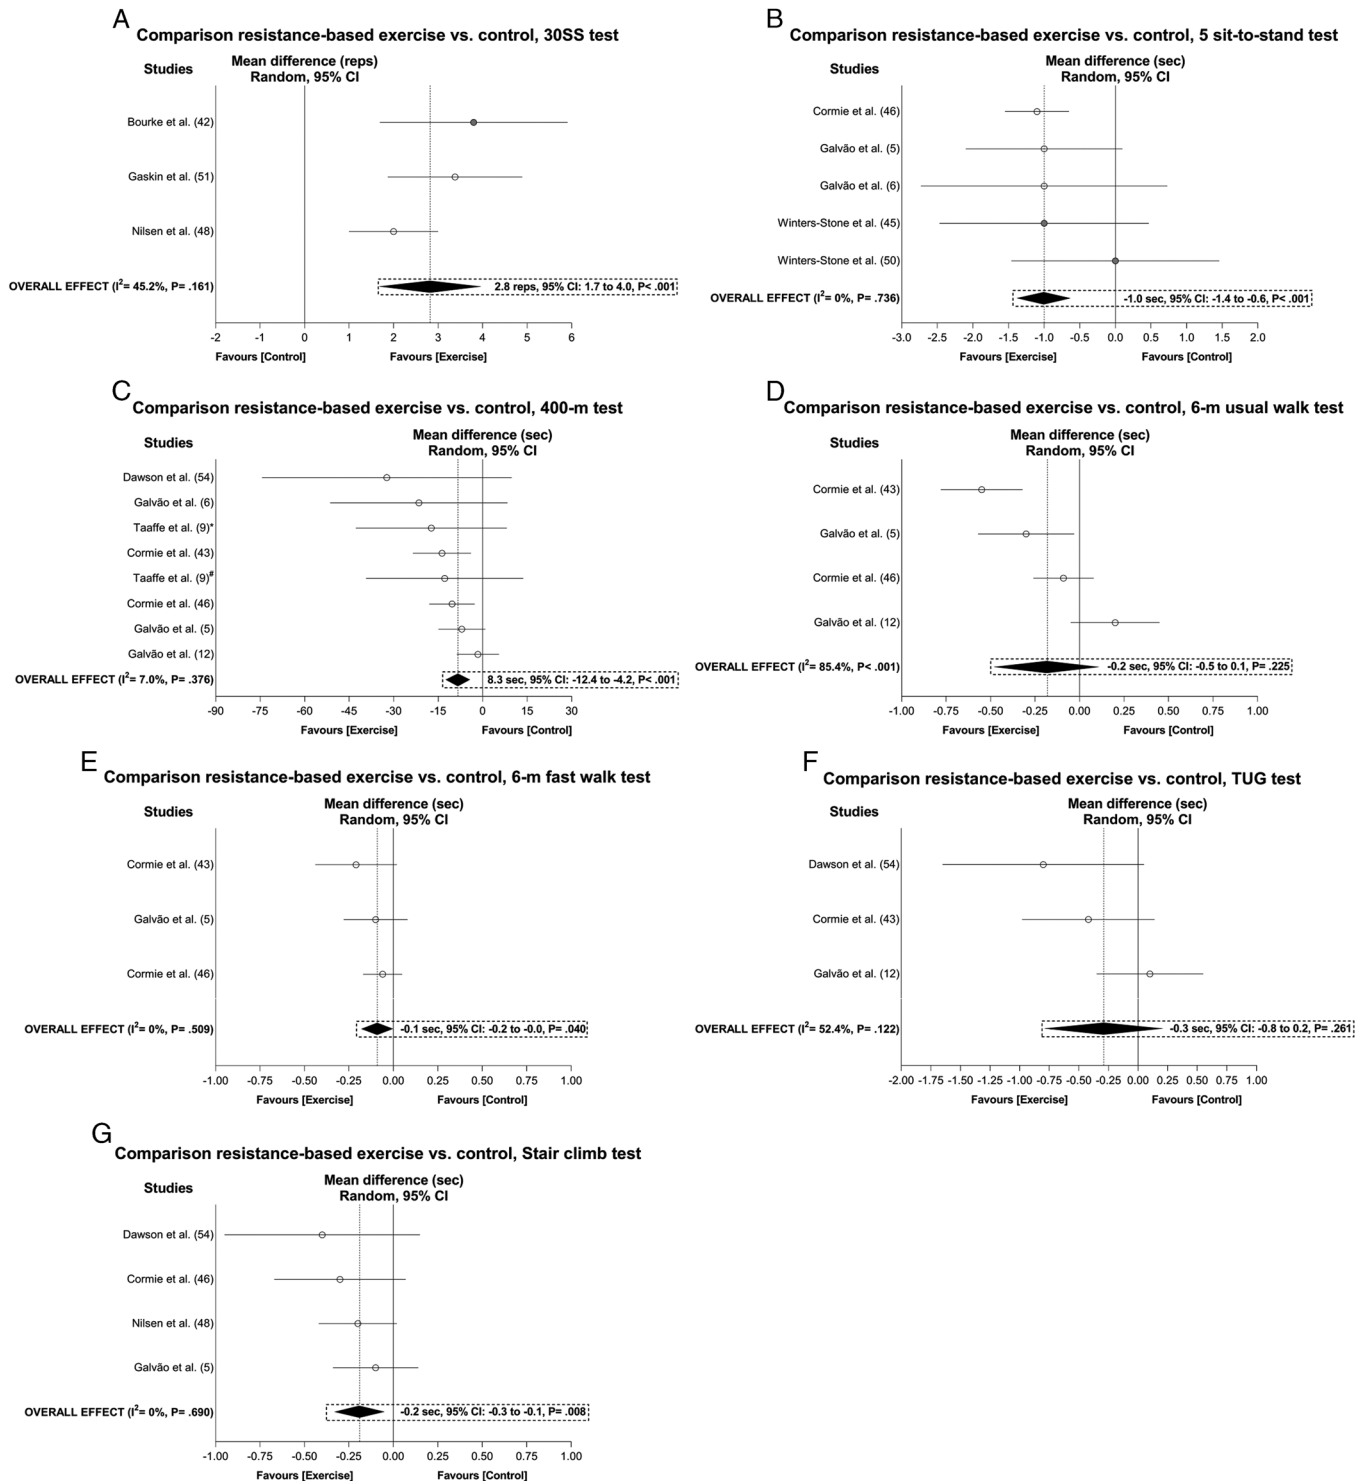 A
Comparison resistance-based exercise vs. control, 30SS test
Studies
Mean difference (reps)
Random, 95% CI
Bourke et al. (42)
Gaskin et al. (51)
Nilsen et al. (48)
OVERALL EFFECT (I²= 45.2%, P= .161)
2.8 reps, 95% CI: 1.7 to 4.0, P< .001
-2 -1 0 1 2 3 4 5 6
Favours [Control] Favours [Exercise]
B
Comparison resistance-based exercise vs. control, 5 sit-to-stand test
Studies
Mean difference (sec)
Random, 95% CI
Cormie et al. (46)
Galvão et al. (5)
Galvão et al. (6)
Winters-Stone et al. (45)
Winters-Stone et al. (50)
OVERALL EFFECT (I²= 0%, P= .736)
-1.0 sec, 95% CI: -1.4 to -0.6, P< .001
-3.0 -2.5 -2.0 -1.5 -1.0 -0.5 0.0 0.5 1.0 1.5 2.0
Favours [Exercise] Favours [Control]
C
Comparison resistance-based exercise vs. control, 400-m test
Studies
Mean difference (sec)
Random, 95% CI
Dawson et al. (54)
Galvão et al. (6)
Taaffe et al. (9)*
Cormie et al. (43)
Taaffe et al. (9)#
Cormie et al. (46)
Galvão et al. (5)
Galvão et al. (12)
OVERALL EFFECT (I²= 7.0%, P= .376)
8.3 sec, 95% CI: -12.4 to -4.2, P< .001
-90 -75 -60 -45 -30 -15 0 15 30
Favours [Exercise] Favours [Control]
D
Comparison resistance-based exercise vs. control, 6-m usual walk test
Studies
Mean difference (sec)
Random, 95% CI
Cormie et al. (43)
Galvão et al. (5)
Cormie et al. (46)
Galvão et al. (12)
OVERALL EFFECT (I²= 85.4%, P< .001)
-0.2 sec, 95% CI: -0.5 to 0.1, P= .225
-1.00 -0.75 -0.50 -0.25 0.00 0.25 0.50 0.75 1.00
Favours [Exercise] Favours [Control]
E
Comparison resistance-based exercise vs. control, 6-m fast walk test
Studies
Mean difference (sec)
Random, 95% CI
Cormie et al. (43)
Galvão et al. (5)
Cormie et al. (46)
OVERALL EFFECT (I²= 0%, P= .509)
-0.1 sec, 95% CI: -0.2 to -0.0, P= .040
-1.00 -0.75 -0.50 -0.25 0.00 0.25 0.50 0.75 1.00
Favours [Exercise] Favours [Control]
F
Comparison resistance-based exercise vs. control, TUG test
Studies
Mean difference (sec)
Random, 95% CI
Dawson et al. (54)
Cormie et al. (43)
Galvão et al. (12)
OVERALL EFFECT (I²= 52.4%, P= .122)
-0.3 sec, 95% CI: -0.8 to 0.2, P= .261
-2.00 -1.75 -1.50 -1.25 -1.00 -0.75 -0.50 -0.25 0.00 0.25 0.50 0.75 1.00
Favours [Exercise] Favours [Control]
G
Comparison resistance-based exercise vs. control, Stair climb test
Studies
Mean difference (sec)
Random, 95% CI
Dawson et al. (54)
Cormie et al. (46)
Nilsen et al. (48)
Galvão et al. (5)
OVERALL EFFECT (I²= 0%, P= .690)
-0.2 sec, 95% CI: -0.3 to -0.1, P= .008
-1.00 -0.75 -0.50 -0.25 0.00 0.25 0.50 0.75 1.00
Favours [Exercise] Favours [Control]